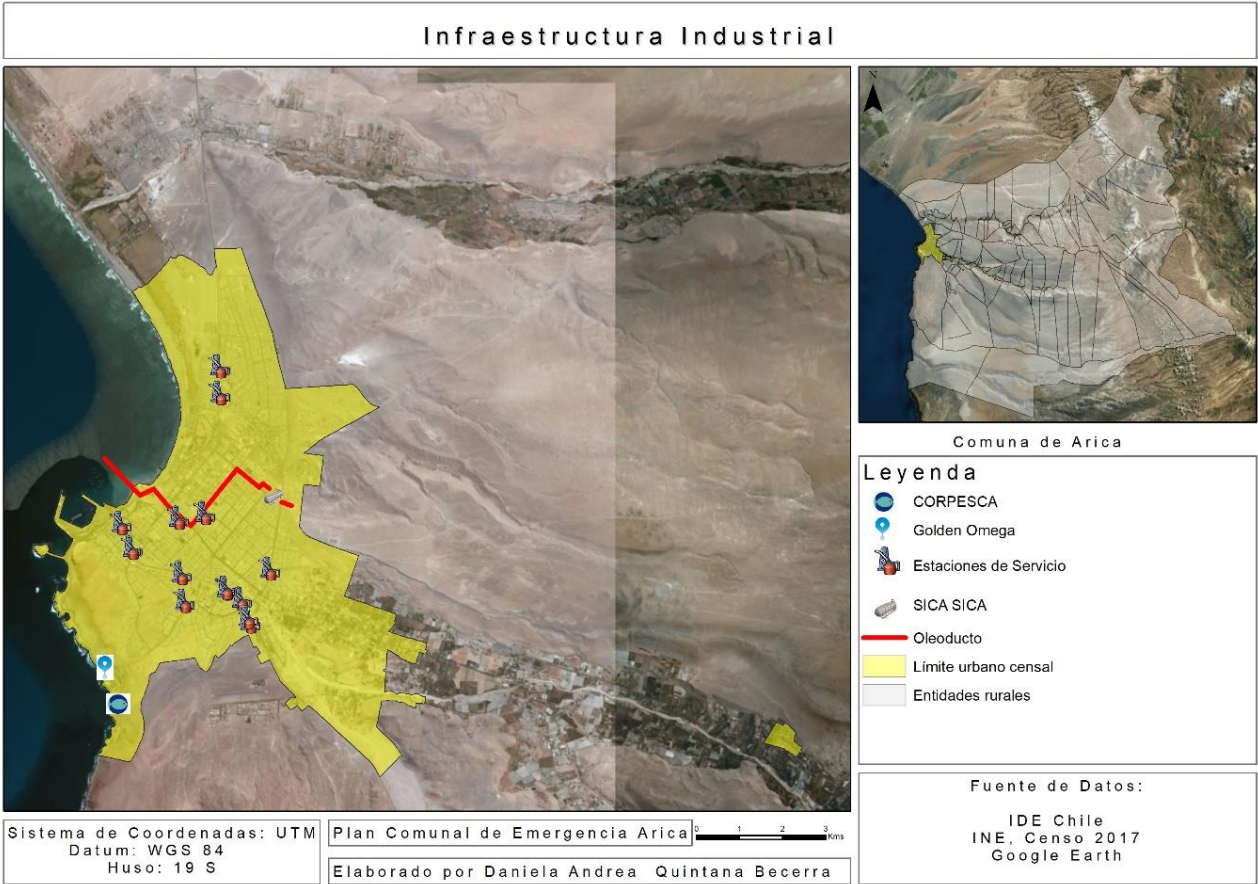 Infraestructura Industrial
N
Comuna de Arica
Leyenda
CORPESCA
Golden Omega
Estaciones de Servicio
SICA SICA
Oleoducto
Límite urbano censal
Entidades rurales
Sistema de Coordenadas: UTM
Datum: WGS 84
Huso: 19 S
Plan Comunal de Emergencia Arica
0 1 2 3
Kms
Elaborado por Daniela Andrea Quintana Becerra
Fuente de Datos:
IDE Chile
INE, Censo 2017
Google Earth